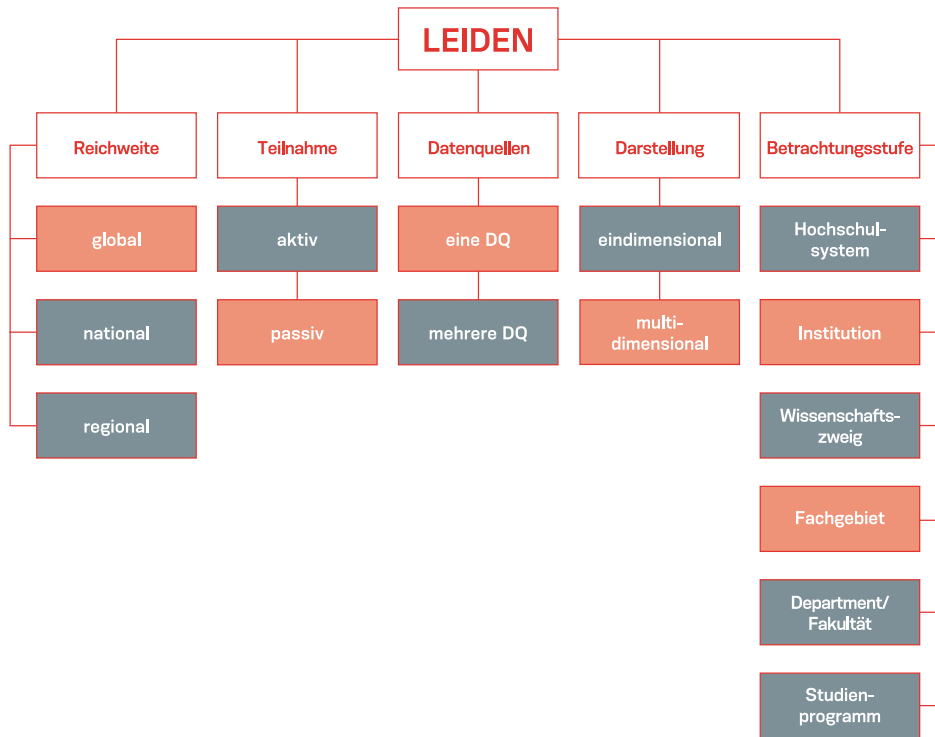 LEIDEN
Reichweite
global
national
regional
Teilnahme
aktiv
passiv
Datenquellen
eine DQ
mehrere DQ
Darstellung
eindimensional
multi-
dimensional
Betrachtungsstufe
Hochschul-
system
Institution
Wissenschafts-
zweig
Fachgebiet
Department/
Fakultät
Studien-
programm